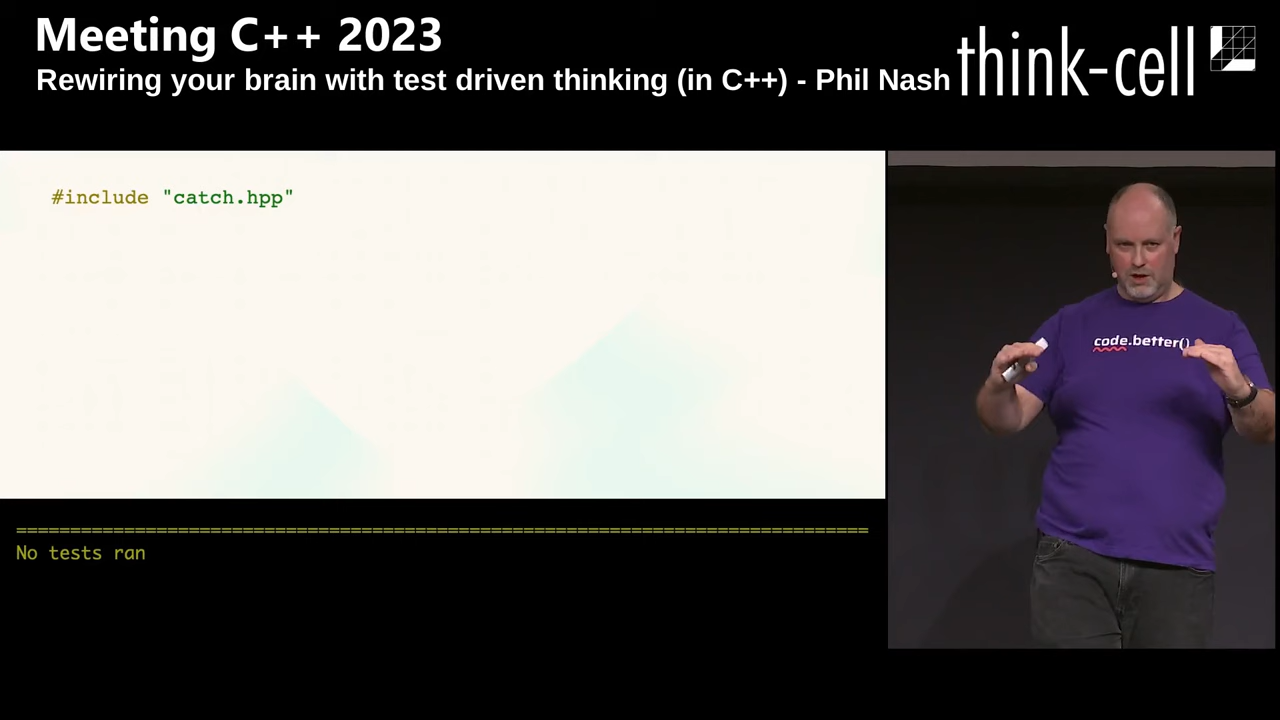 Meeting C++ 2023
Rewiring your brain with test driven thinking (in C++) - Phil Nash
think-cell
#include "catch.hpp"
code.better()
===============================================================================
No tests ran